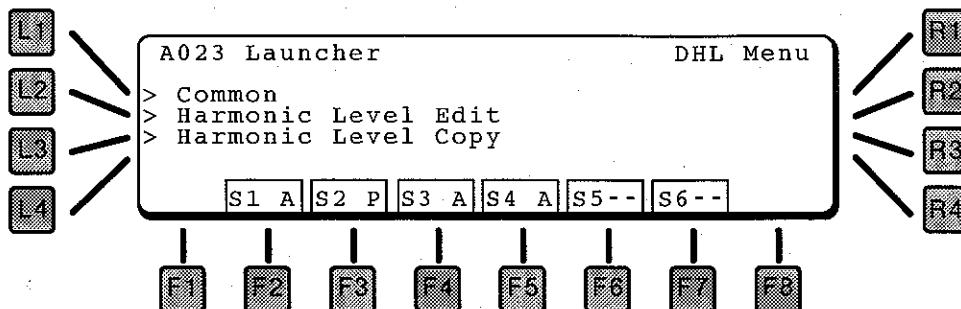 L1
R1
A023 Launcher DHL Menu
L2
R2
> Common
> Harmonic Level Edit
> Harmonic Level Copy
L3
R3
L4
R4
S1 A S2 P S3 A S4 A S5-- S6--
F1 F2 F3 F4 F5 F6 F7 F8